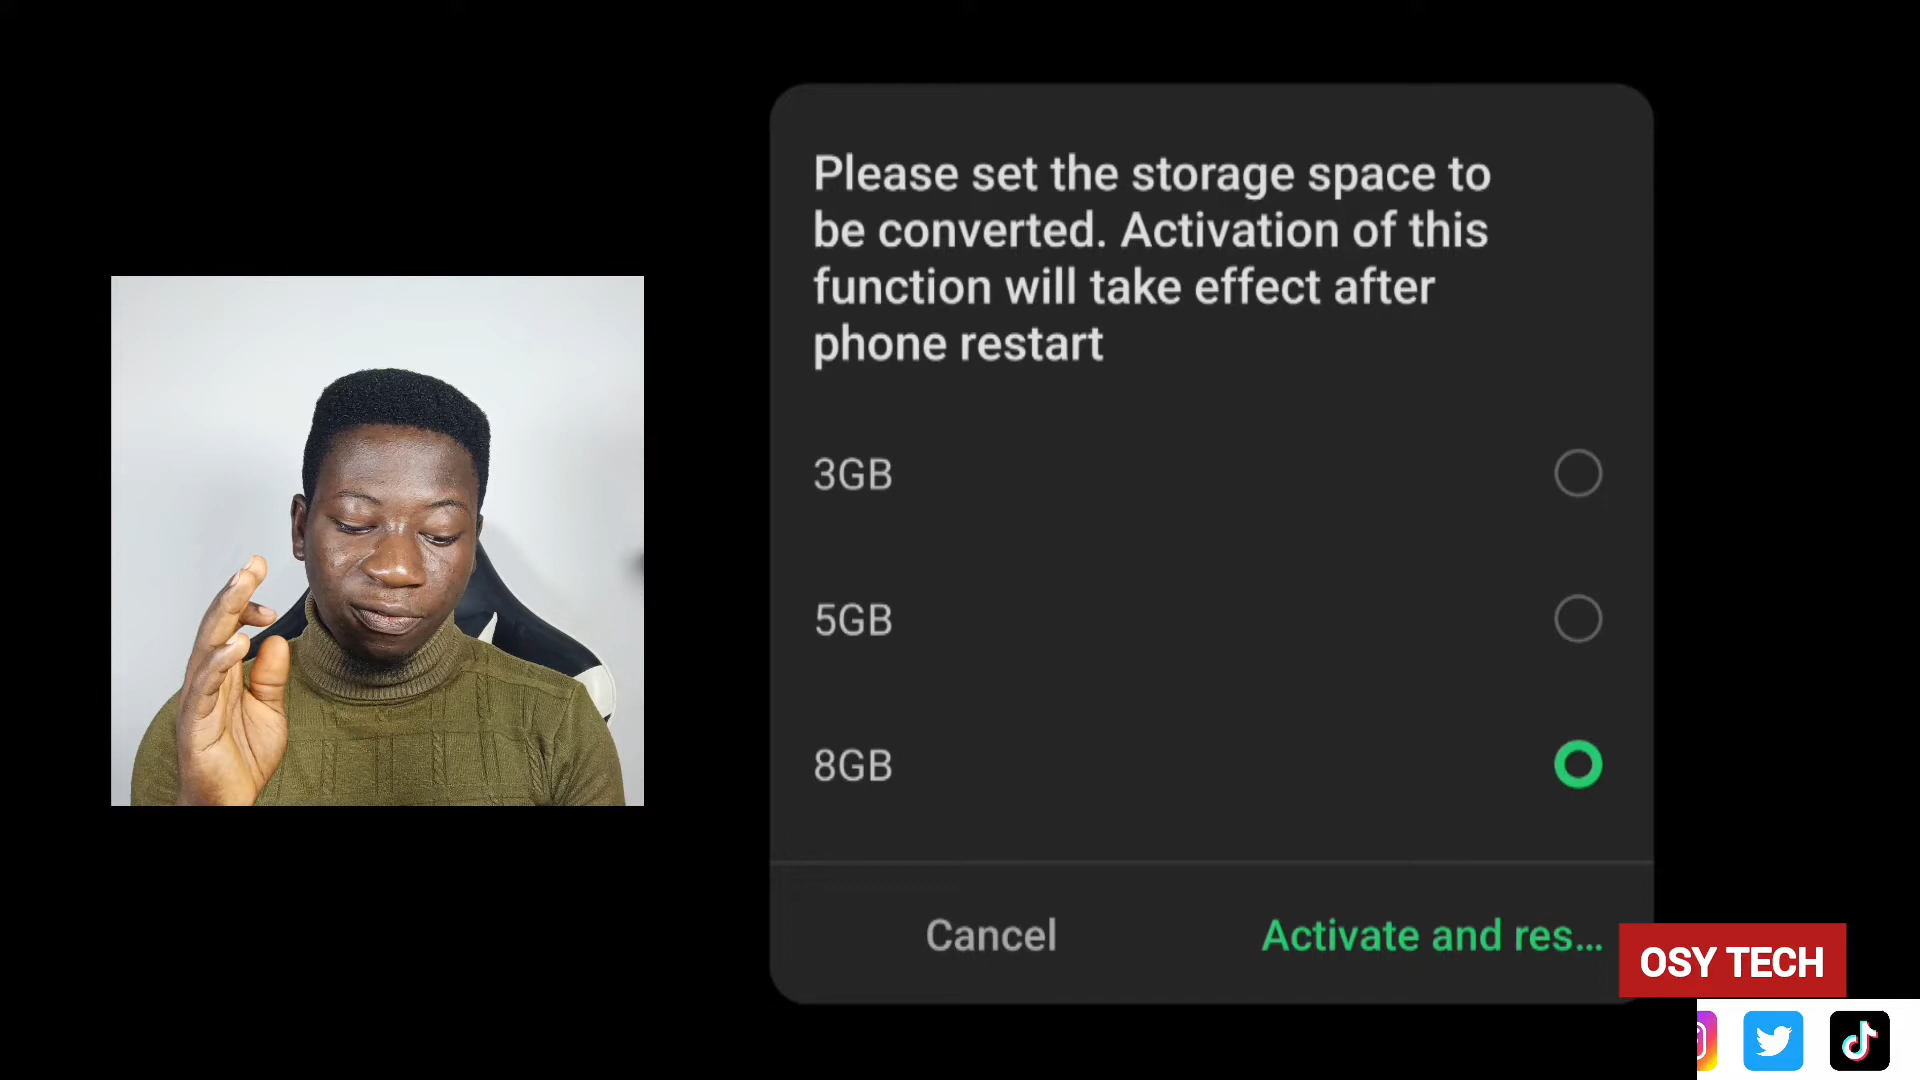 Please set the storage space to
be converted. Activation of this
function will take effect after
phone restart
3GB
5GB
8GB
Cancel
Activate and res...
OSY TECH